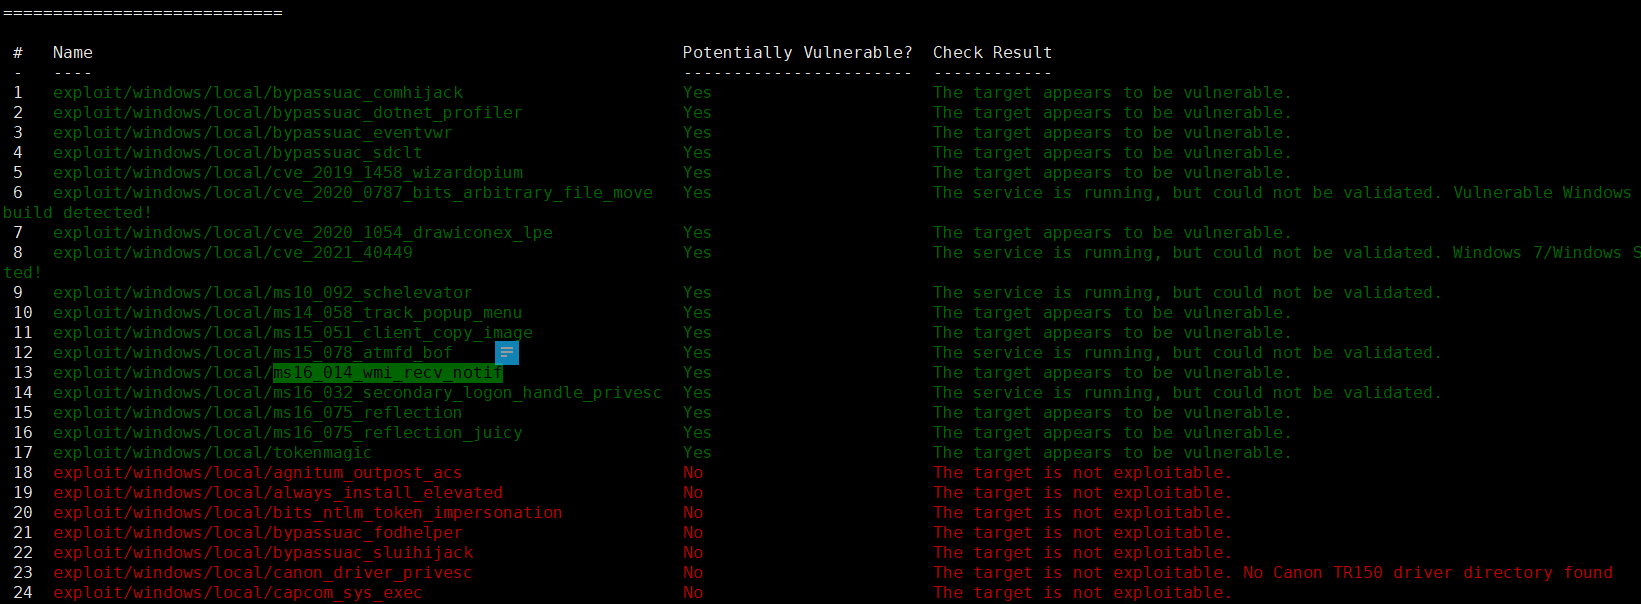 ============================
# Name Potentially Vulnerable? Check Result
- ---- ----------------------- ------------
1 exploit/windows/local/bypassuac_comhijack Yes The target appears to be vulnerable.
2 exploit/windows/local/bypassuac_dotnet_profiler Yes The target appears to be vulnerable.
3 exploit/windows/local/bypassuac_eventvwr Yes The target appears to be vulnerable.
4 exploit/windows/local/bypassuac_sdclt Yes The target appears to be vulnerable.
5 exploit/windows/local/cve_2019_1458_wizardopium Yes The target appears to be vulnerable.
6 exploit/windows/local/cve_2020_0787_bits_arbitrary_file_move Yes The service is running, but could not be validated. Vulnerable Windows
build detected!
7 exploit/windows/local/cve_2020_1054_drawiconex_lpe Yes The target appears to be vulnerable.
8 exploit/windows/local/cve_2021_40449 Yes The service is running, but could not be validated. Windows 7/Windows S
ted!
9 exploit/windows/local/ms10_092_schelevator Yes The service is running, but could not be validated.
10 exploit/windows/local/ms14_058_track_popup_menu Yes The target appears to be vulnerable.
11 exploit/windows/local/ms15_051_client_copy_image Yes The target appears to be vulnerable.
12 exploit/windows/local/ms15_078_atmfd_bof Yes The service is running, but could not be validated.
13 exploit/windows/local/ms16_014_wmi_recv_notif Yes The target appears to be vulnerable.
14 exploit/windows/local/ms16_032_secondary_logon_handle_privesc Yes The service is running, but could not be validated.
15 exploit/windows/local/ms16_075_reflection Yes The target appears to be vulnerable.
16 exploit/windows/local/ms16_075_reflection_juicy Yes The target appears to be vulnerable.
17 exploit/windows/local/tokenmagic Yes The target appears to be vulnerable.
18 exploit/windows/local/agnitum_outpost_acs No The target is not exploitable.
19 exploit/windows/local/always_install_elevated No The target is not exploitable.
20 exploit/windows/local/bits_ntlm_token_impersonation No The target is not exploitable.
21 exploit/windows/local/bypassuac_fodhelper No The target is not exploitable.
22 exploit/windows/local/bypassuac_sluihijack No The target is not exploitable.
23 exploit/windows/local/canon_driver_privesc No The target is not exploitable. No Canon TR150 driver directory found
24 exploit/windows/local/capcom_sys_exec No The target is not exploitable.